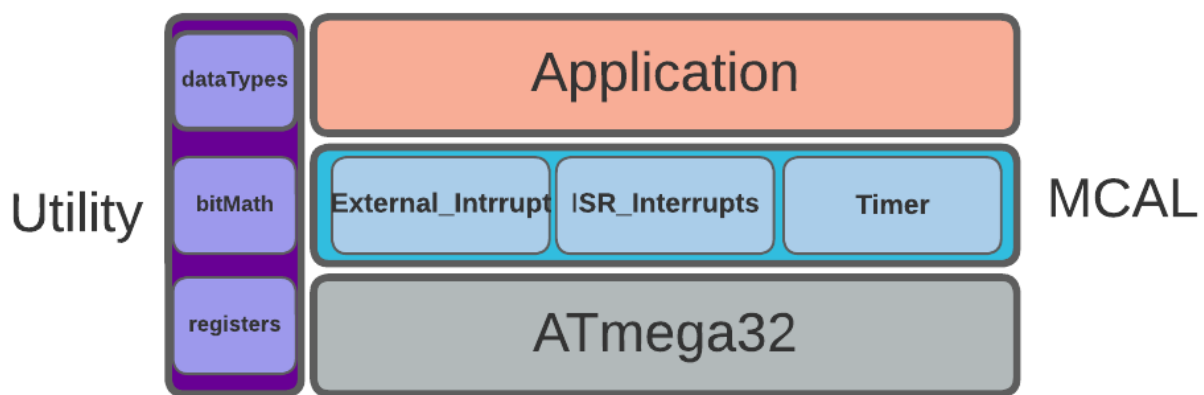 Utility
dataTypes
bitMath
registers
Application
External_Intrrupt
ISR_Interrupts
Timer
MCAL
ATmega32